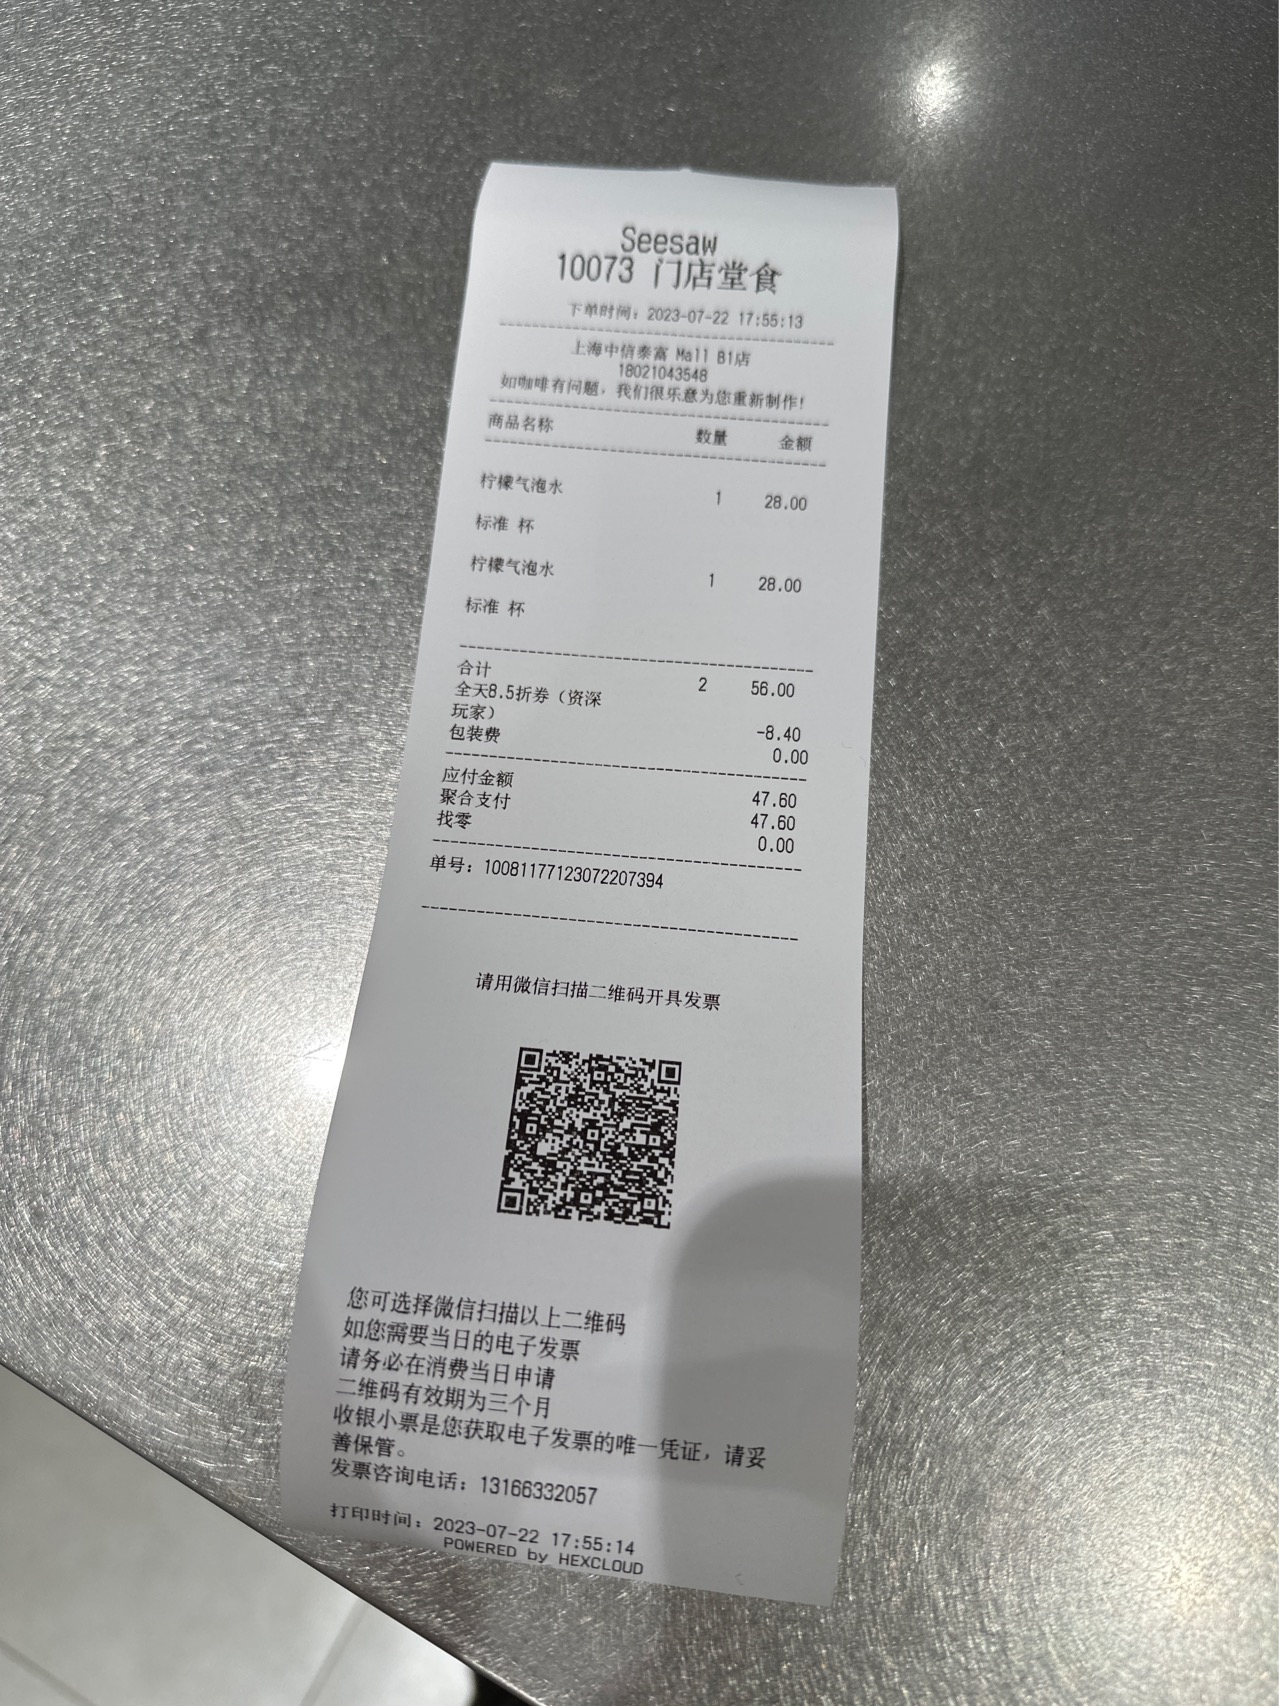 Seesaw
10073 门店堂食
下单时间：2023-07-22 17:55:13
上海中信泰富 Mall B1店
18021043548
如咖啡有问题，我们很乐意为您重新制作！
商品名称 数量 金额
柠檬气泡水 1 28.00
标准 杯
柠檬气泡水 1 28.00
标准 杯
合计 2 56.00
全天8.5折券（资深
玩家） -8.40
包装费 0.00
应付金额 47.60
聚合支付 47.60
找零 0.00
单号：10081177123072207394
请用微信扫描二维码开具发票
您可选择微信扫描以上二维码
如您需要当日的电子发票
请务必在消费当日申请
二维码有效期为三个月
收银小票是您获取电子发票的唯一凭证，请妥
善保管。
发票咨询电话：13166332057
打印时间：2023-07-22 17:55:14
POWERED by HEXCLOUD